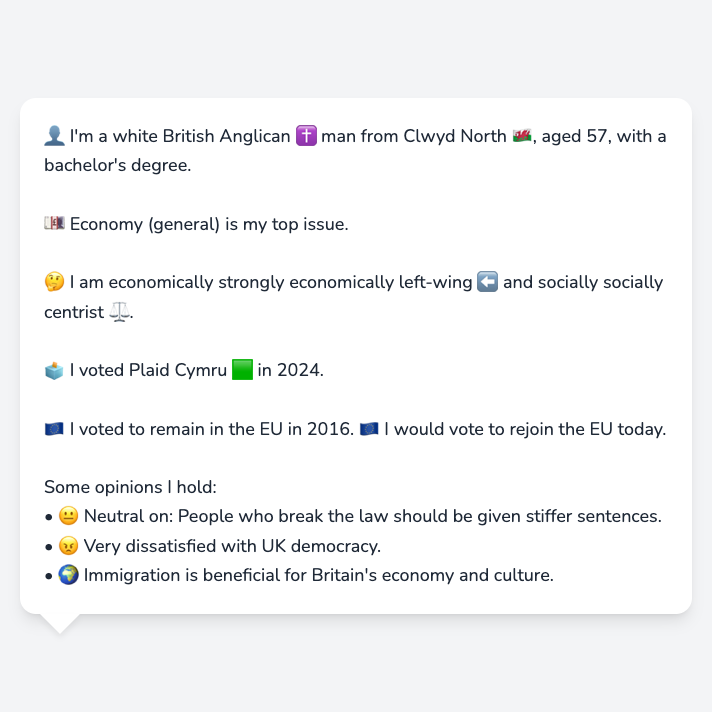 👤 I'm a white British Anglican ✝️ man from Clwyd North 🏴󠁧󠁢󠁷󠁬󠁳󠁿, aged 57, with a
bachelor's degree.
💷 Economy (general) is my top issue.
🤔 I am economically strongly economically left-wing ⬅️ and socially socially
centrist ⚖️.
🗳️ I voted Plaid Cymru 🟩 in 2024.
🇪🇺 I voted to remain in the EU in 2016. 🇪🇺 I would vote to rejoin the EU today.
Some opinions I hold:
• 😐 Neutral on: People who break the law should be given stiffer sentences.
• 😠 Very dissatisfied with UK democracy.
• 🌍 Immigration is beneficial for Britain's economy and culture.